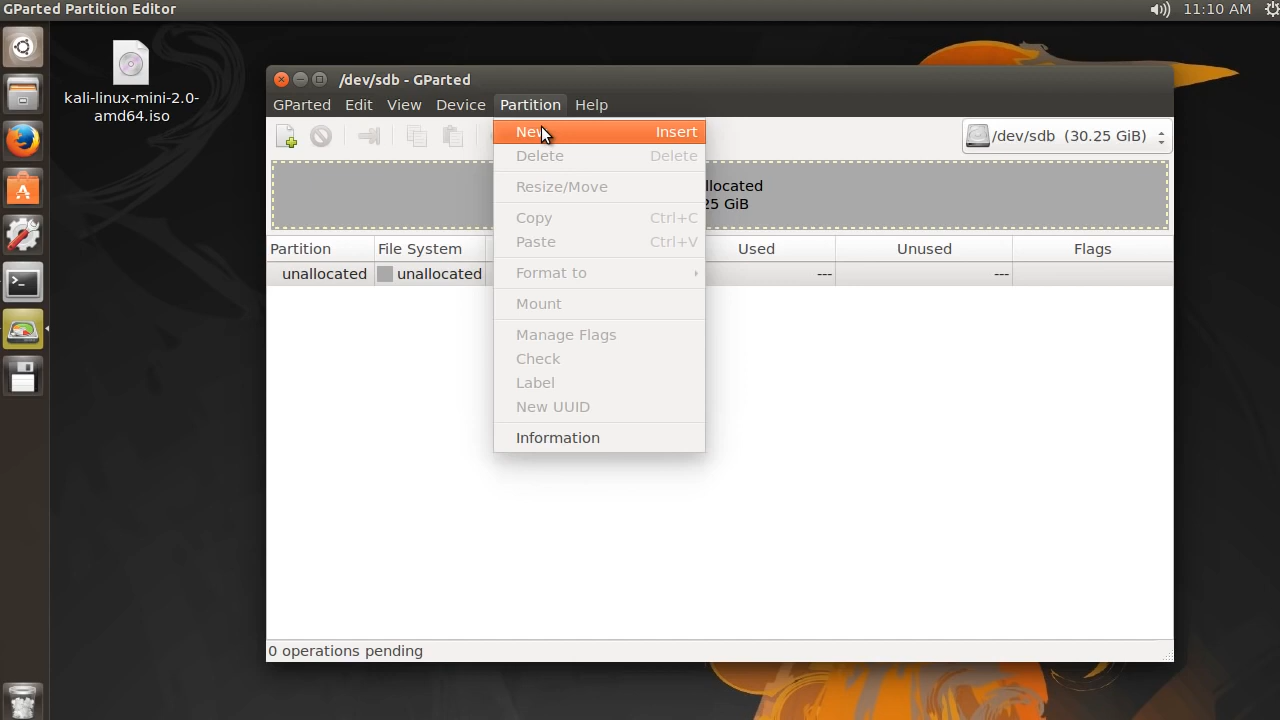 GParted Partition Editor
11:10 AM
kali-linux-mini-2.0-
amd64.iso
/dev/sdb - GParted
GParted Edit View Device Partition Help
/dev/sdb (30.25 GiB)
New Insert
Delete Delete
Resize/Move
Copy Ctrl+C
Paste Ctrl+V
Format to
Mount
Manage Flags
Check
Label
New UUID
Information
llocated
25 GiB
Partition File System Used Unused Flags
unallocated unallocated --- ---
0 operations pending